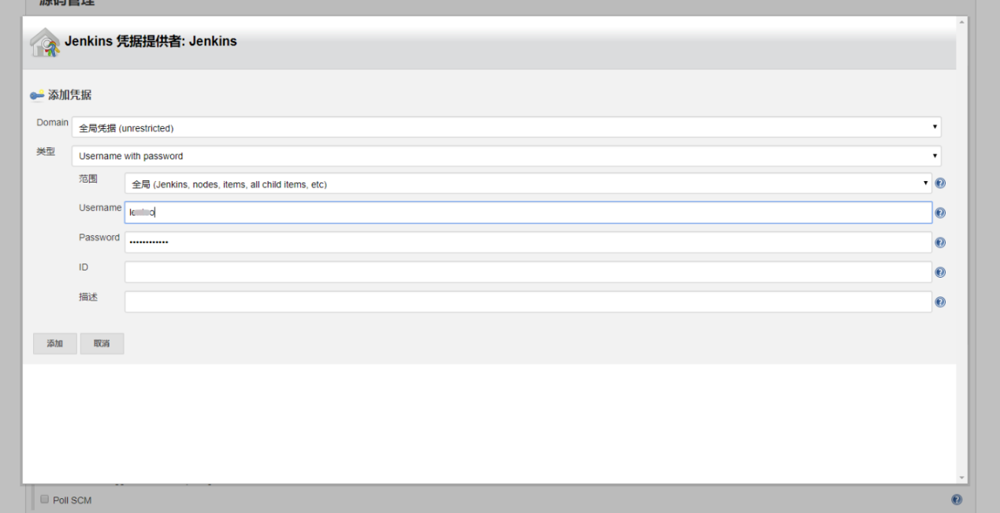 源码管理
Jenkins 凭据提供者: Jenkins
添加凭据
Domain
全局凭据 (unrestricted)
类型
Username with password
范围
全局 (Jenkins, nodes, items, all child items, etc)
Username
Password
••••••••••••
ID
描述
添加
取消
Poll SCM